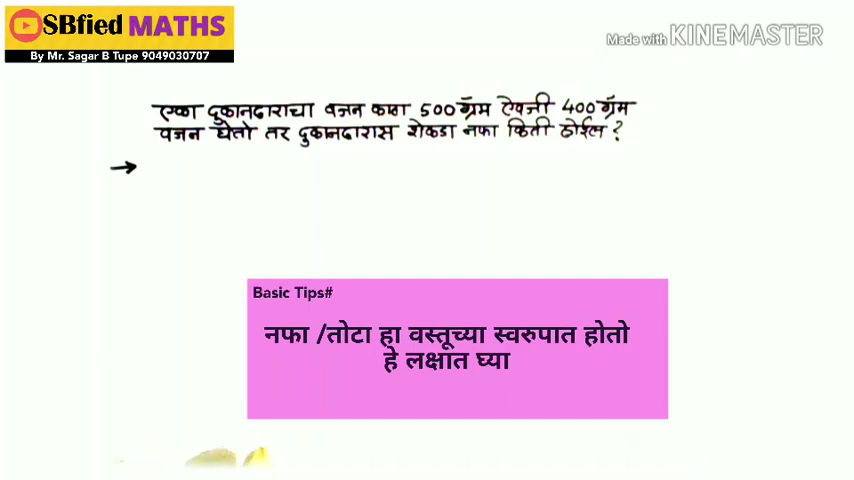 SBfied MATHS
By Mr. Sagar B Tupe 9049030707
Made with KINEMASTER
एका दुकानदाराचा वजन काटा 500 ग्रॅम ऐवजी 400 ग्रॅम
वजन घेतो तर दुकानदारास शेकडा नफा किती होईल ?
Basic Tips#
नफा /तोटा हा वस्तूच्या स्वरुपात होतो
हे लक्षात घ्या